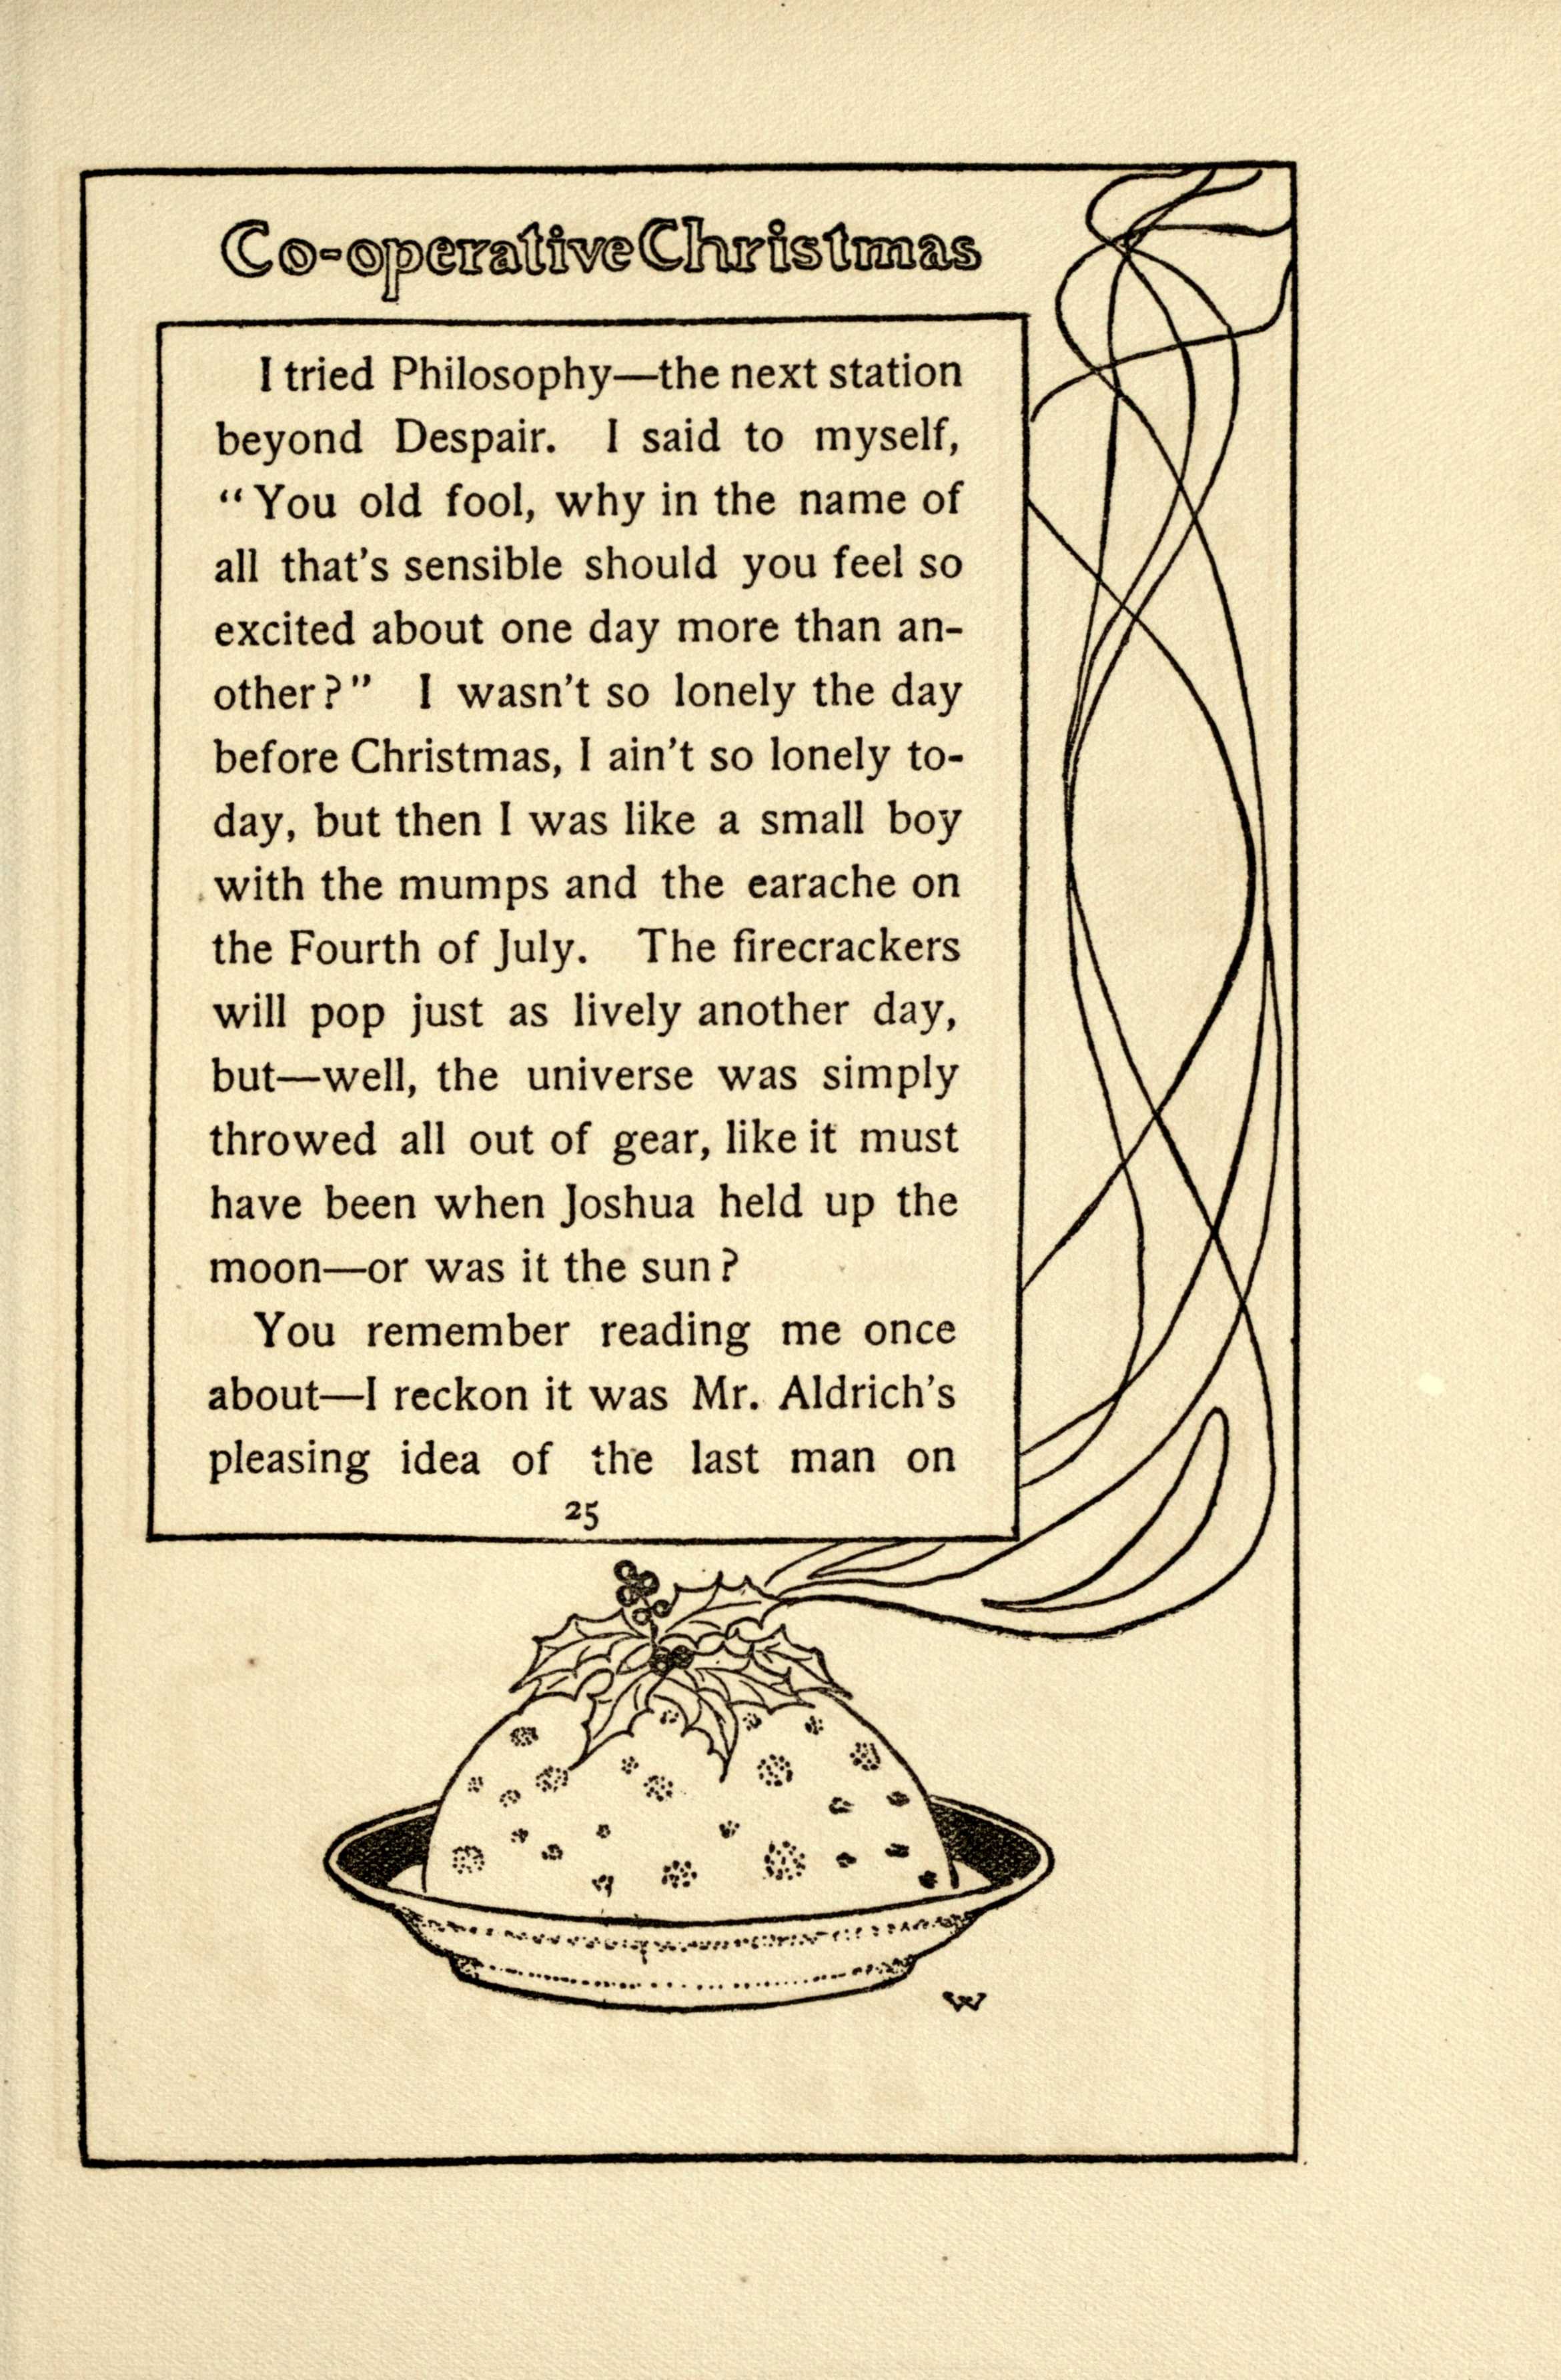 Co-operative Christmas
I tried Philosophy—the next station
beyond Despair. I said to myself,
“You old fool, why in the name of
all that's sensible should you feel so
excited about one day more than an-
other?” I wasn't so lonely the day
before Christmas, I ain't so lonely to-
day, but then I was like a small boy
with the mumps and the earache on
the Fourth of July. The firecrackers
will pop just as lively another day,
but—well, the universe was simply
throwed all out of gear, like it must
have been when Joshua held up the
moon—or was it the sun?
You remember reading me once
about—I reckon it was Mr. Aldrich's
pleasing idea of the last man on
25
W